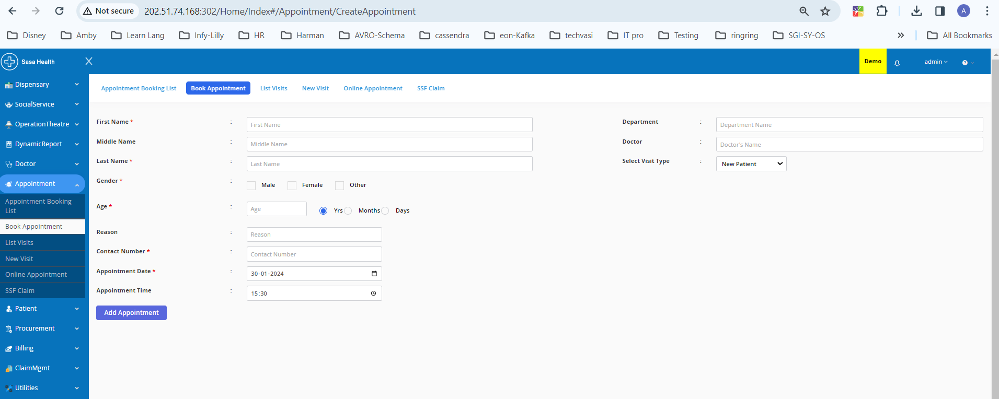 Not secure 202.51.74.168:302/Home/Index#/Appointment/CreateAppointment A
Disney Amby Learn Lang Infy-Lilly HR Harman AVRO-Schema cassendra eon-Kafka techvasi IT pro Testing ringring SGI-SY-OS » All Bookmarks
Sasa Health X Demo admin ?
Dispensary
SocialService
OperationTheatre
DynamicReport
Doctor
Appointment
Appointment Booking
List
Book Appointment
List Visits
New Visit
Online Appointment
SSF Claim
Patient
Procurement
Billing
ClaimMgmt
Utilities
Appointment Booking List Book Appointment List Visits New Visit Online Appointment SSF Claim
First Name * : First Name
Middle Name : Middle Name
Last Name * : Last Name
Gender * : Male Female Other
Age * : Age Yrs Months Days
Reason : Reason
Contact Number * : Contact Number
Appointment Date * : 30-01-2024
Appointment Time : 15:30
Add Appointment
Department : Department Name
Doctor : Doctor's Name
Select Visit Type : New Patient